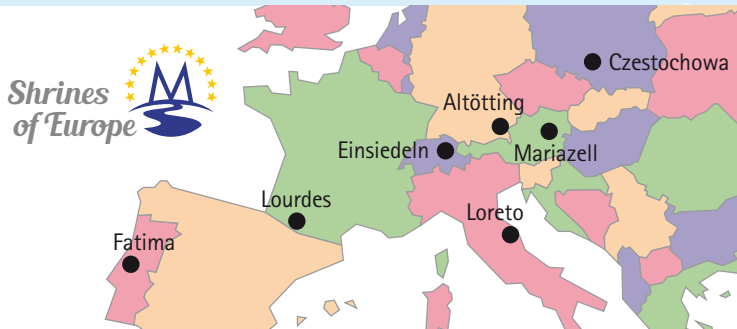 Shrines
of Europe
Czestochowa
Altötting
Einsiedeln
Mariazell
Lourdes
Loreto
Fatima